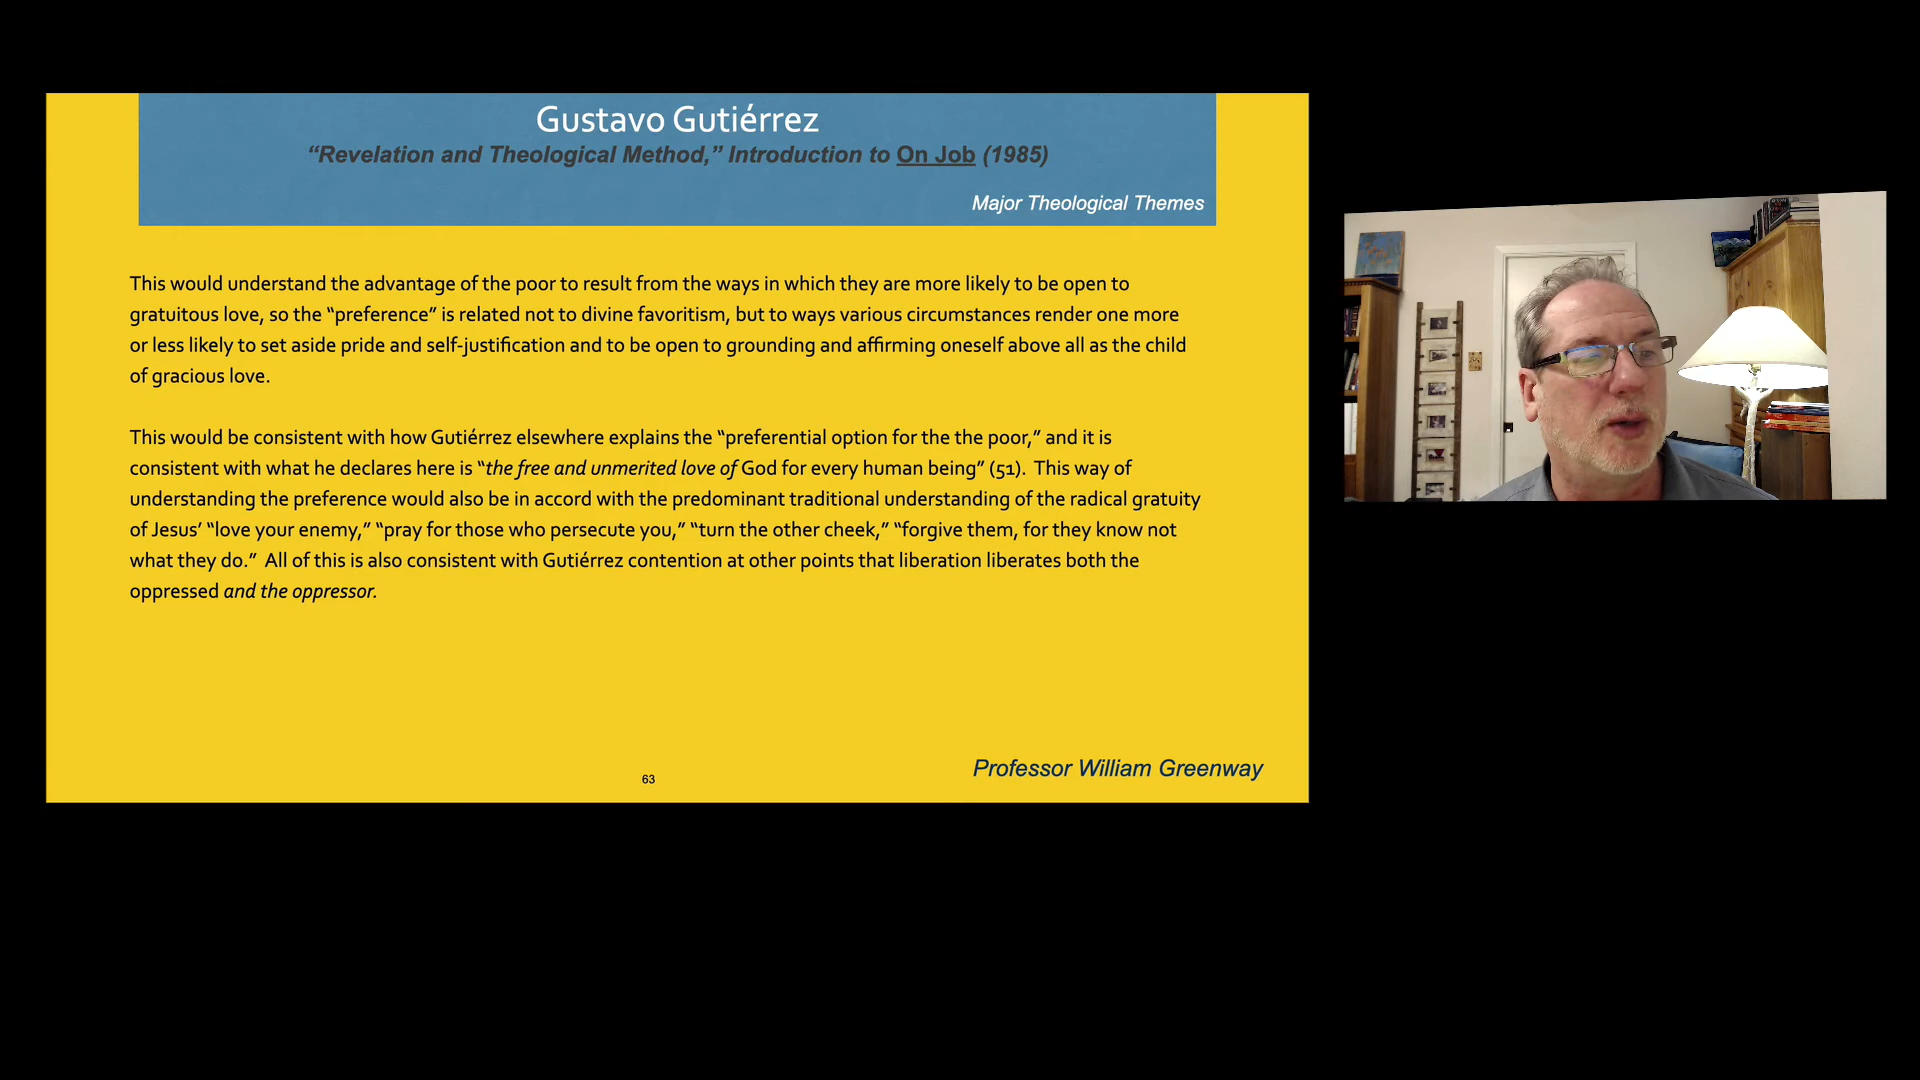 Gustavo Gutiérrez
“Revelation and Theological Method,” Introduction to On Job (1985)
Major Theological Themes
This would understand the advantage of the poor to result from the ways in which they are more likely to be open to
gratuitous love, so the “preference” is related not to divine favoritism, but to ways various circumstances render one more
or less likely to set aside pride and self-justification and to be open to grounding and affirming oneself above all as the child
of gracious love.
This would be consistent with how Gutiérrez elsewhere explains the “preferential option for the the poor,” and it is
consistent with what he declares here is “the free and unmerited love of God for every human being” (51). This way of
understanding the preference would also be in accord with the predominant traditional understanding of the radical gratuity
of Jesus’ “love your enemy,” “pray for those who persecute you,” “turn the other cheek,” “forgive them, for they know not
what they do.” All of this is also consistent with Gutiérrez contention at other points that liberation liberates both the
oppressed and the oppressor.
63
Professor William Greenway